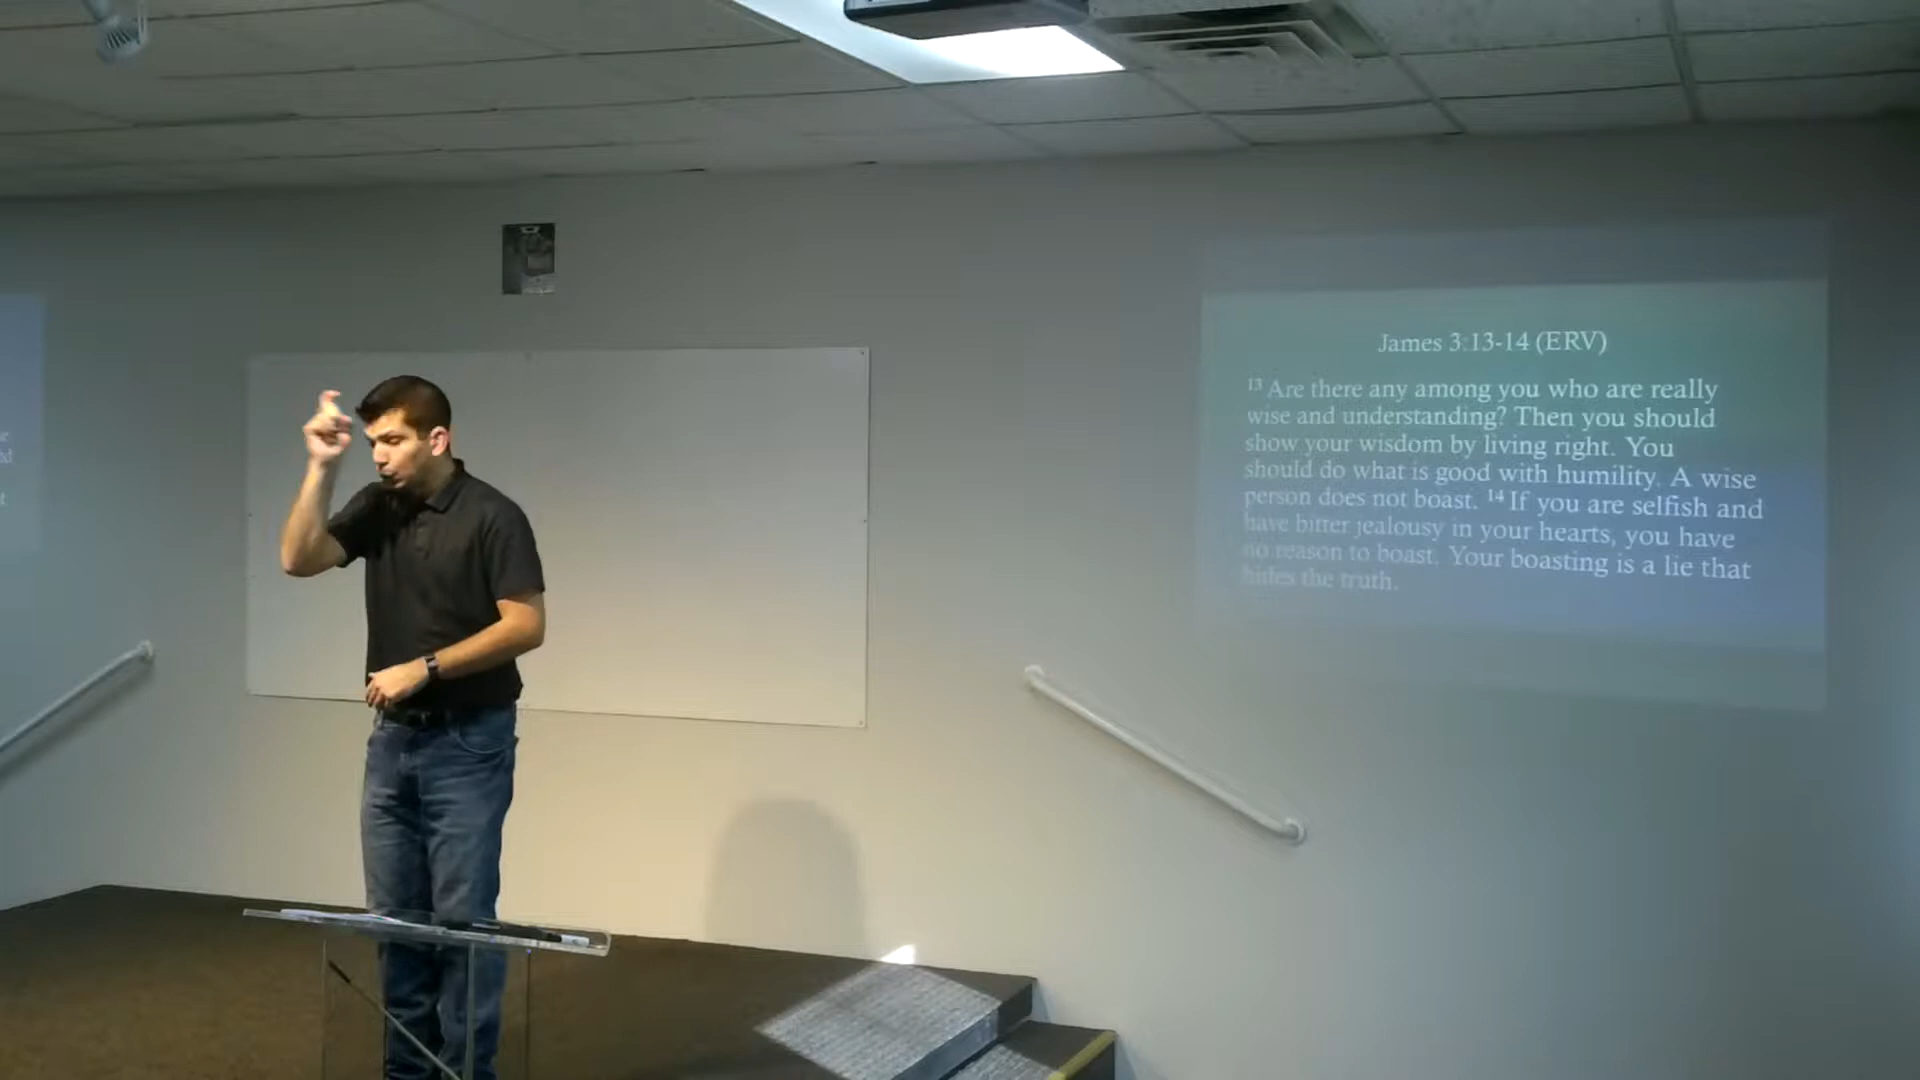 James 3:13-14 (ERV)
13 Are there any among you who are really
wise and understanding? Then you should
show your wisdom by living right. You
should do what is good with humility. A wise
person does not boast. 14 If you are selfish and
have bitter jealousy in your hearts, you have
no reason to boast. Your boasting is a lie that
hides the truth.